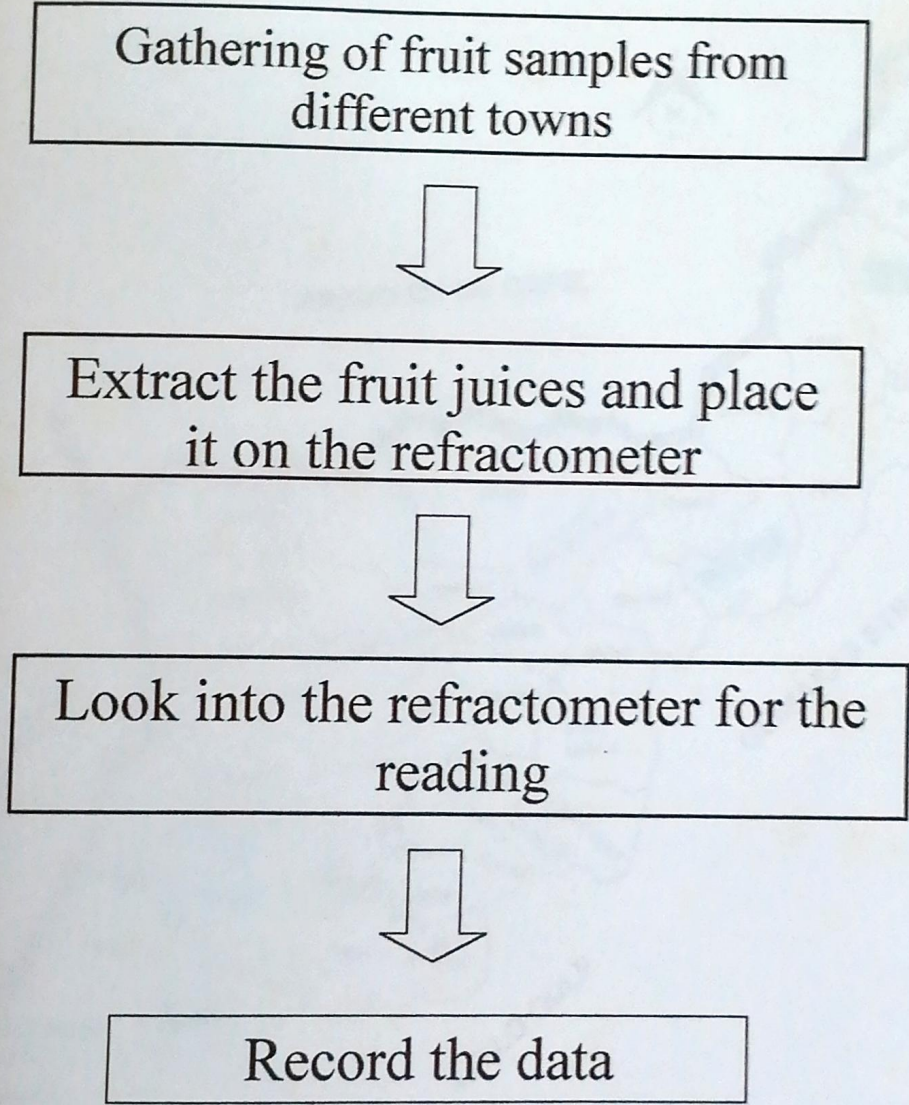 Gathering of fruit samples from
different towns
Extract the fruit juices and place
it on the refractometer
Look into the refractometer for the
reading
Record the data